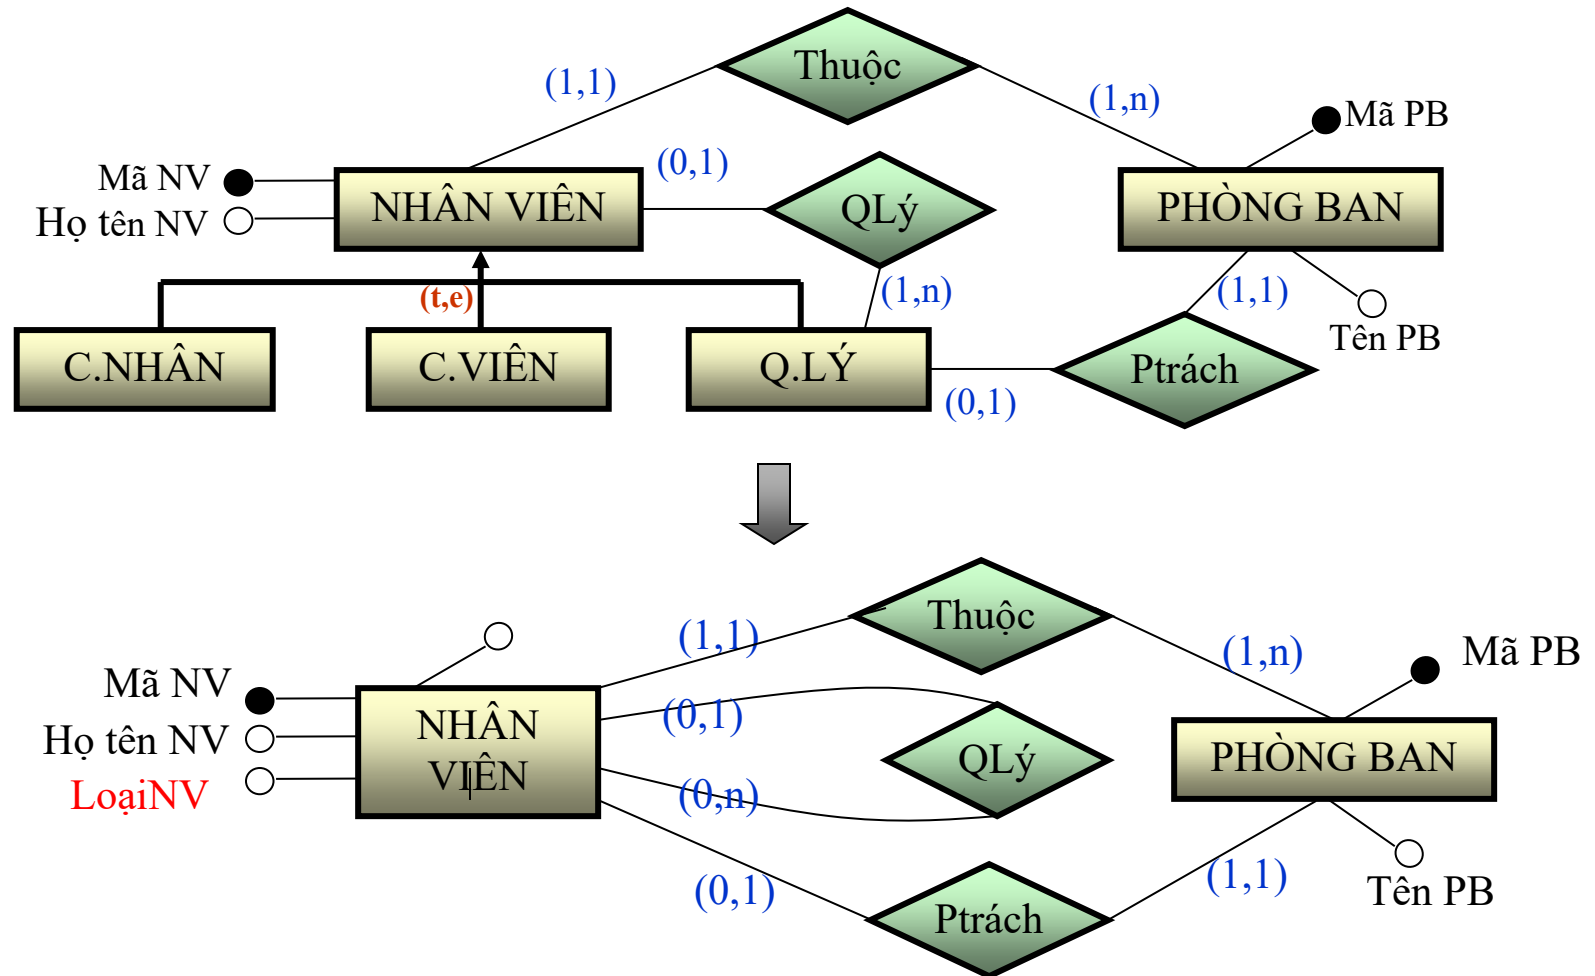 Thuộc
(1,1)
(1,n)
Mã PB
Mã NV
(0,1)
NHÂN VIÊN
QLý
PHÒNG BAN
Họ tên NV
(t,e)
(1,n)
(1,1)
Tên PB
C.NHÂN
C.VIÊN
Q.LÝ
Ptrách
(0,1)
Thuộc
(1,1)
(1,n)
Mã PB
Mã NV
(0,1)
NHÂN
VIÊN
Họ tên NV
QLý
PHÒNG BAN
LoạiNV
(0,n)
(0,1)
(1,1)
Tên PB
Ptrách